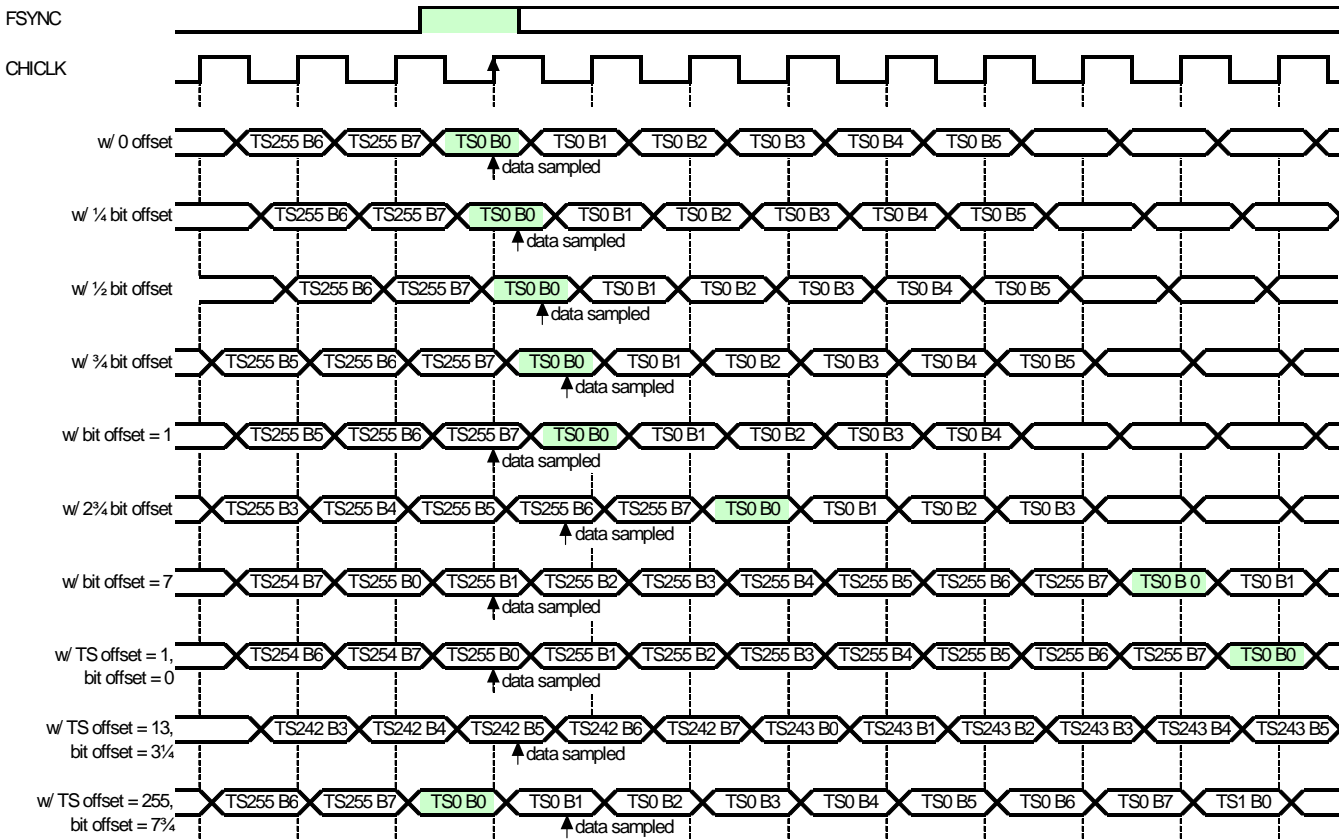 FSYNC
CHICLK
w/ 0 offset TS255 B6 TS255 B7 TS0 B0 TS0 B1 TS0 B2 TS0 B3 TS0 B4 TS0 B5
data sampled
w/ ¼ bit offset TS255 B6 TS255 B7 TS0 B0 TS0 B1 TS0 B2 TS0 B3 TS0 B4 TS0 B5
data sampled
w/ ½ bit offset TS255 B6 TS255 B7 TS0 B0 TS0 B1 TS0 B2 TS0 B3 TS0 B4 TS0 B5
data sampled
w/ ¾ bit offset TS255 B5 TS255 B6 TS255 B7 TS0 B0 TS0 B1 TS0 B2 TS0 B3 TS0 B4 TS0 B5
data sampled
w/ bit offset = 1 TS255 B5 TS255 B6 TS255 B7 TS0 B0 TS0 B1 TS0 B2 TS0 B3 TS0 B4
data sampled
w/ 2¾ bit offset TS255 B3 TS255 B4 TS255 B5 TS255 B6 TS255 B7 TS0 B0 TS0 B1 TS0 B2 TS0 B3
data sampled
w/ bit offset = 7 TS254 B7 TS255 B0 TS255 B1 TS255 B2 TS255 B3 TS255 B4 TS255 B5 TS255 B6 TS255 B7 TS0 B 0 TS0 B1
data sampled
w/ TS offset = 1, TS254 B6 TS254 B7 TS255 B0 TS255 B1 TS255 B2 TS255 B3 TS255 B4 TS255 B5 TS255 B6 TS255 B7 TS0 B0
bit offset = 0 data sampled
w/ TS offset = 13, TS242 B3 TS242 B4 TS242 B5 TS242 B6 TS242 B7 TS243 B0 TS243 B1 TS243 B2 TS243 B3 TS243 B4 TS243 B5
bit offset = 3¼ data sampled
w/ TS offset = 255, TS255 B6 TS255 B7 TS0 B0 TS0 B1 TS0 B2 TS0 B3 TS0 B4 TS0 B5 TS0 B6 TS0 B7 TS1 B0
bit offset = 7¾ data sampled